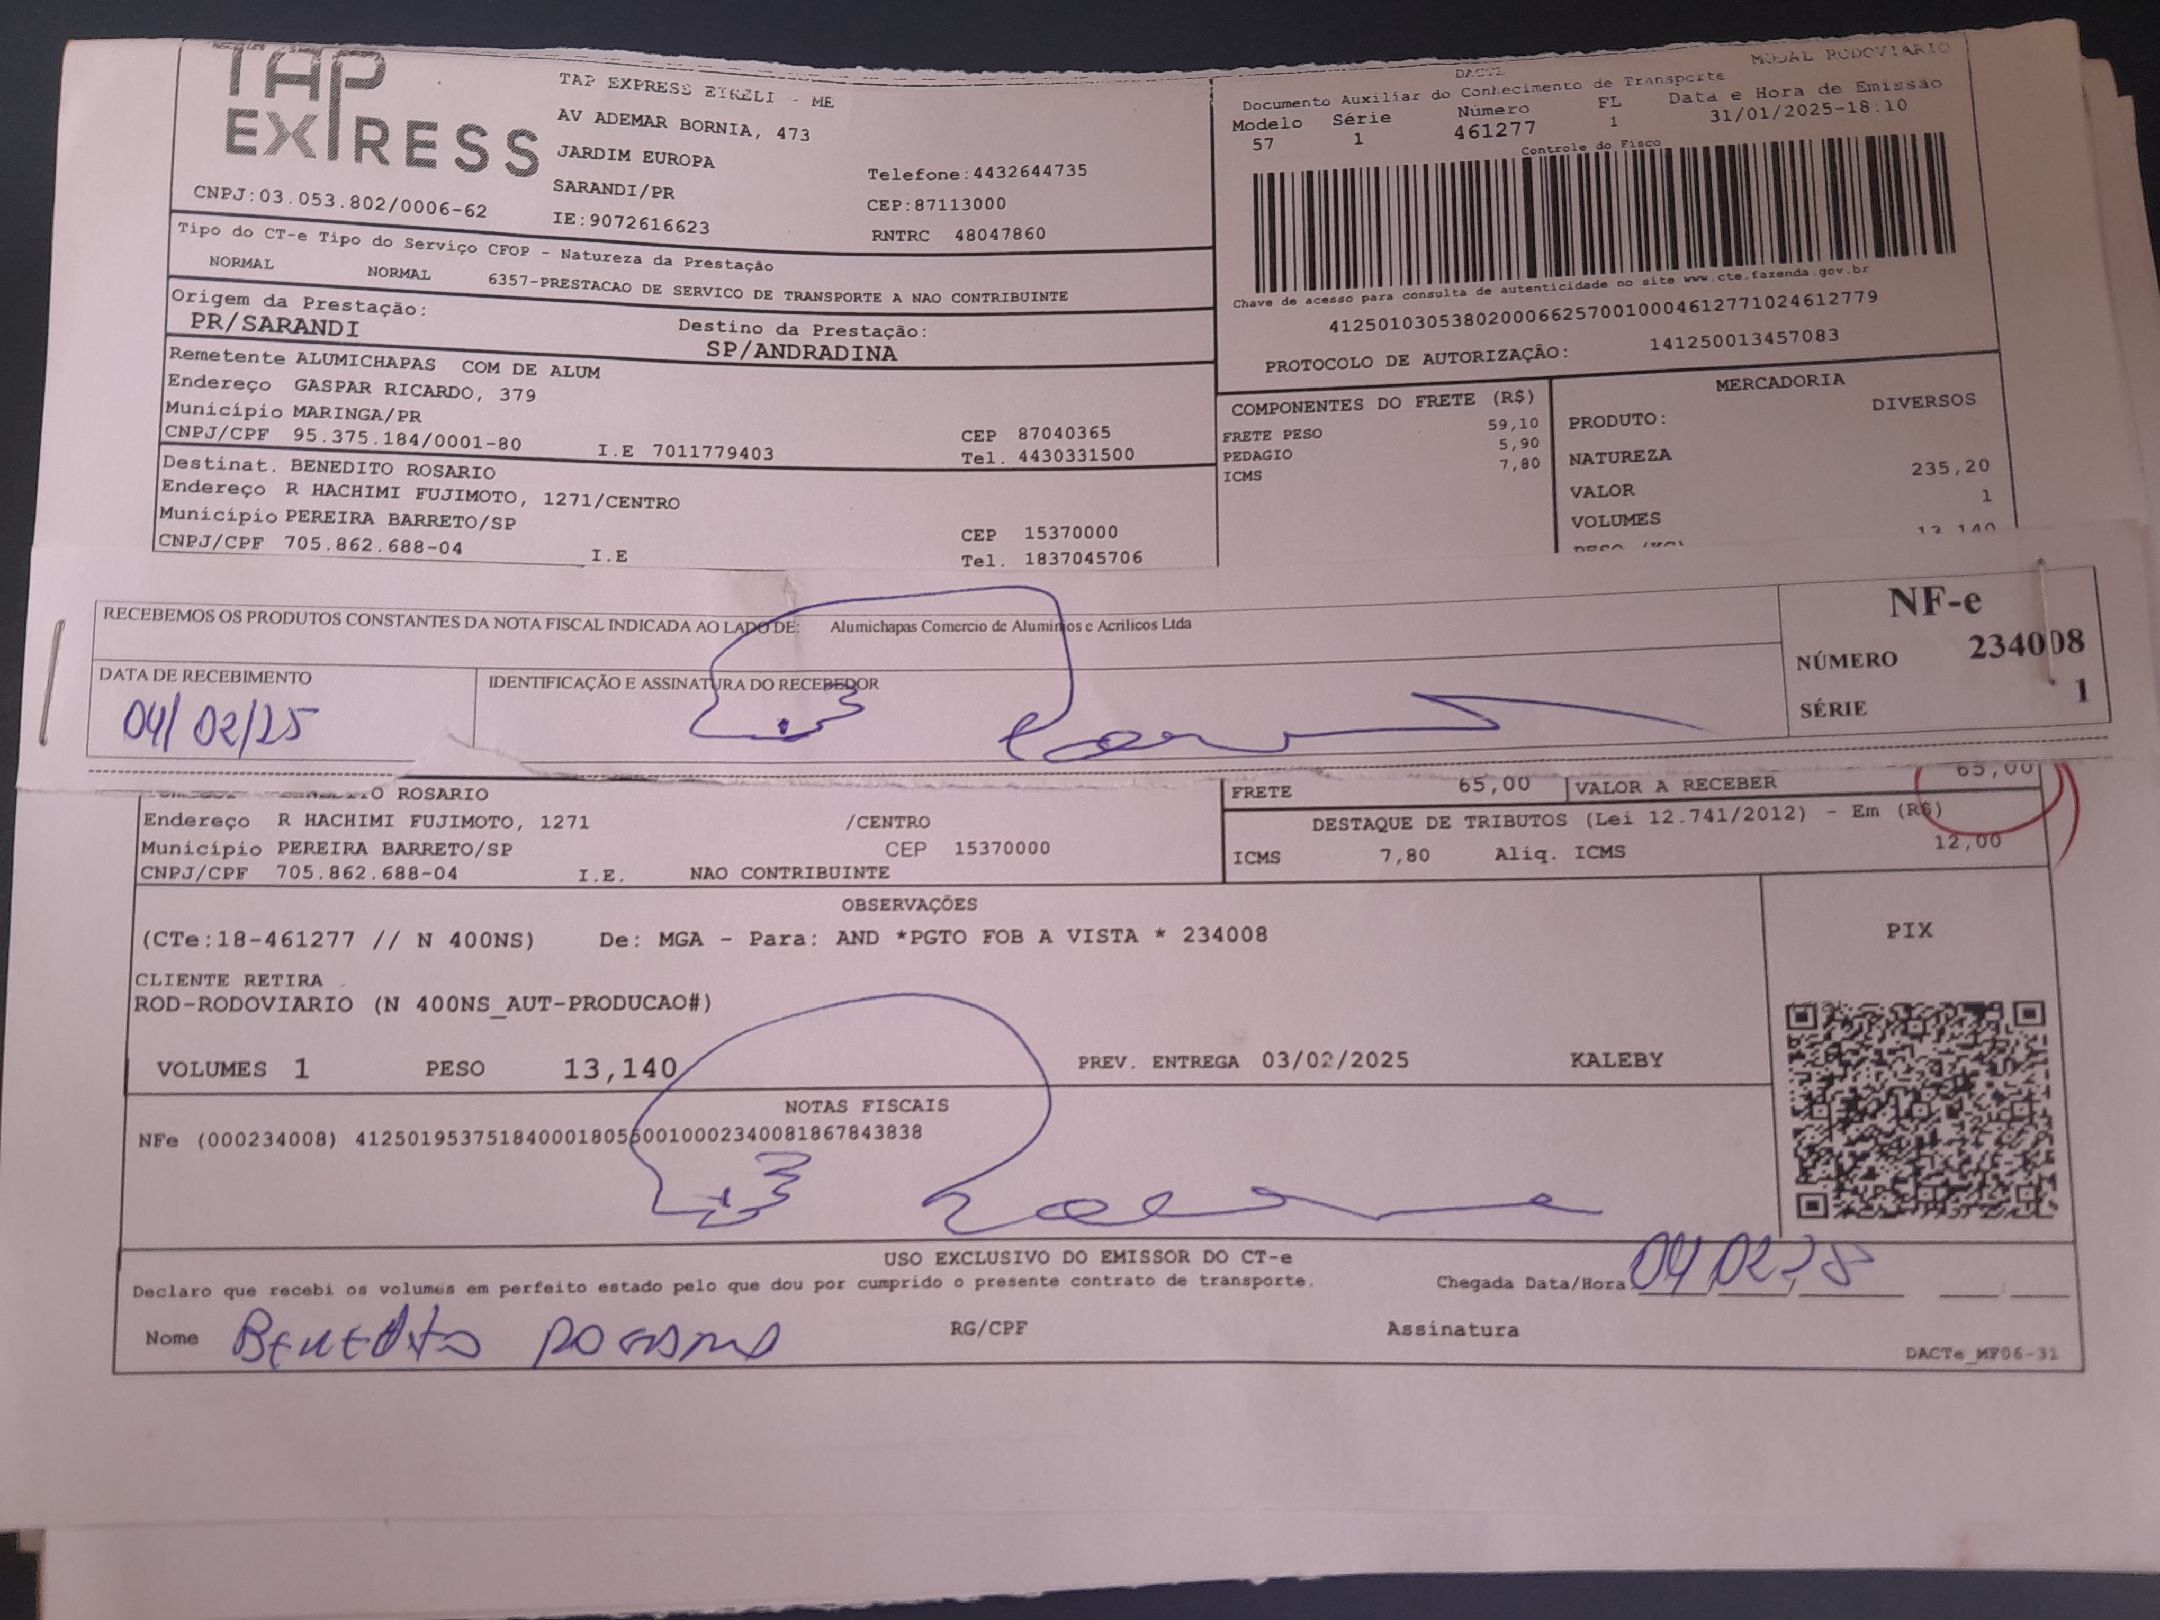 TAP EXPRESS
TAP EXPRESS EIRELI - ME
AV ADEMAR BORNIA, 473
JARDIM EUROPA
Telefone:4432644735
SARANDI/PR
CEP:87113000
CNPJ:03.053.802/0006-62
IE:9072616623
RNTRC 48047860
Tipo do CT-e Tipo do Serviço CFOP - Natureza da Prestação
NORMAL NORMAL 6357-PRESTACAO DE SERVICO DE TRANSPORTE A NAO CONTRIBUINTE
Origem da Prestação:
PR/SARANDI
Destino da Prestação:
SP/ANDRADINA
Remetente ALUMICHAPAS COM DE ALUM
Endereço GASPAR RICARDO, 379
Município MARINGA/PR
CEP 87040365
CNPJ/CPF 95.375.184/0001-80 I.E 7011779403 Tel. 4430331500
Destinat. BENEDITO ROSARIO
Endereço R HACHIMI FUJIMOTO, 1271/CENTRO
Município PEREIRA BARRETO/SP CEP 15370000
CNPJ/CPF 705.862.688-04 I.E Tel. 1837045706
DACTE MODAL RODOVIARIO
Documento Auxiliar do Conhecimento de Transporte
Modelo Série Número FL Data e Hora de Emissão
57 1 461277 1 31/01/2025-18:10
Controle do Fisco
Chave de acesso para consulta de autenticidade no site www.cte.fazenda.gov.br
41250103053802000662570010004612771024612779
PROTOCOLO DE AUTORIZAÇÃO: 141250013457083
COMPONENTES DO FRETE (R$)
FRETE PESO 59,10
PEDAGIO 5,90
ICMS 7,80
MERCADORIA
PRODUTO: DIVERSOS
NATUREZA
VALOR 235,20
VOLUMES 1
13,140
RECEBEMOS OS PRODUTOS CONSTANTES DA NOTA FISCAL INDICADA AO LADO DE: Alumichapas Comercio de Aluminios e Acrilicos Ltda
DATA DE RECEBIMENTO
04/02/25
IDENTIFICAÇÃO E ASSINATURA DO RECEBEDOR
NF-e
NÚMERO 234008
SÉRIE 1
O ROSARIO
Endereço R HACHIMI FUJIMOTO, 1271 /CENTRO
Município PEREIRA BARRETO/SP CEP 15370000
CNPJ/CPF 705.862.688-04 I.E. NAO CONTRIBUINTE
FRETE 65,00 VALOR A RECEBER 65,00
DESTAQUE DE TRIBUTOS (Lei 12.741/2012) - Em (R$)
ICMS 7,80 Aliq. ICMS 12,00
OBSERVAÇÕES
(CTe:18-461277 // N 400NS) De: MGA - Para: AND *PGTO FOB A VISTA * 234008
CLIENTE RETIRA
ROD-RODOVIARIO (N 400NS_AUT-PRODUCAO#)
VOLUMES 1 PESO 13,140 PREV. ENTREGA 03/02/2025 KALEBY
PIX
NOTAS FISCAIS
NFe (000234008) 41250195375184000180550010002340081867843838
USO EXCLUSIVO DO EMISSOR DO CT-e
Declaro que recebi os volumes em perfeito estado pelo que dou por cumprido o presente contrato de transporte.
Chegada Data/Hora 04 02 25
Nome Benedito Rosario RG/CPF Assinatura
DACTe_MF06-31